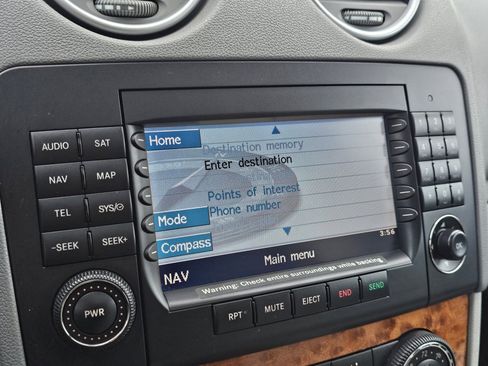 AUDIO
SAT
NAV
MAP
TEL
SYS
-SEEK
SEEK+
PWR
Home
Destination memory
Enter destination
Points of interest
Phone number
Mode
Compass
3:56
Main menu
NAV
Warning: Check entire surroundings while backing
RPT
MUTE
EJECT
END
SEND
OK